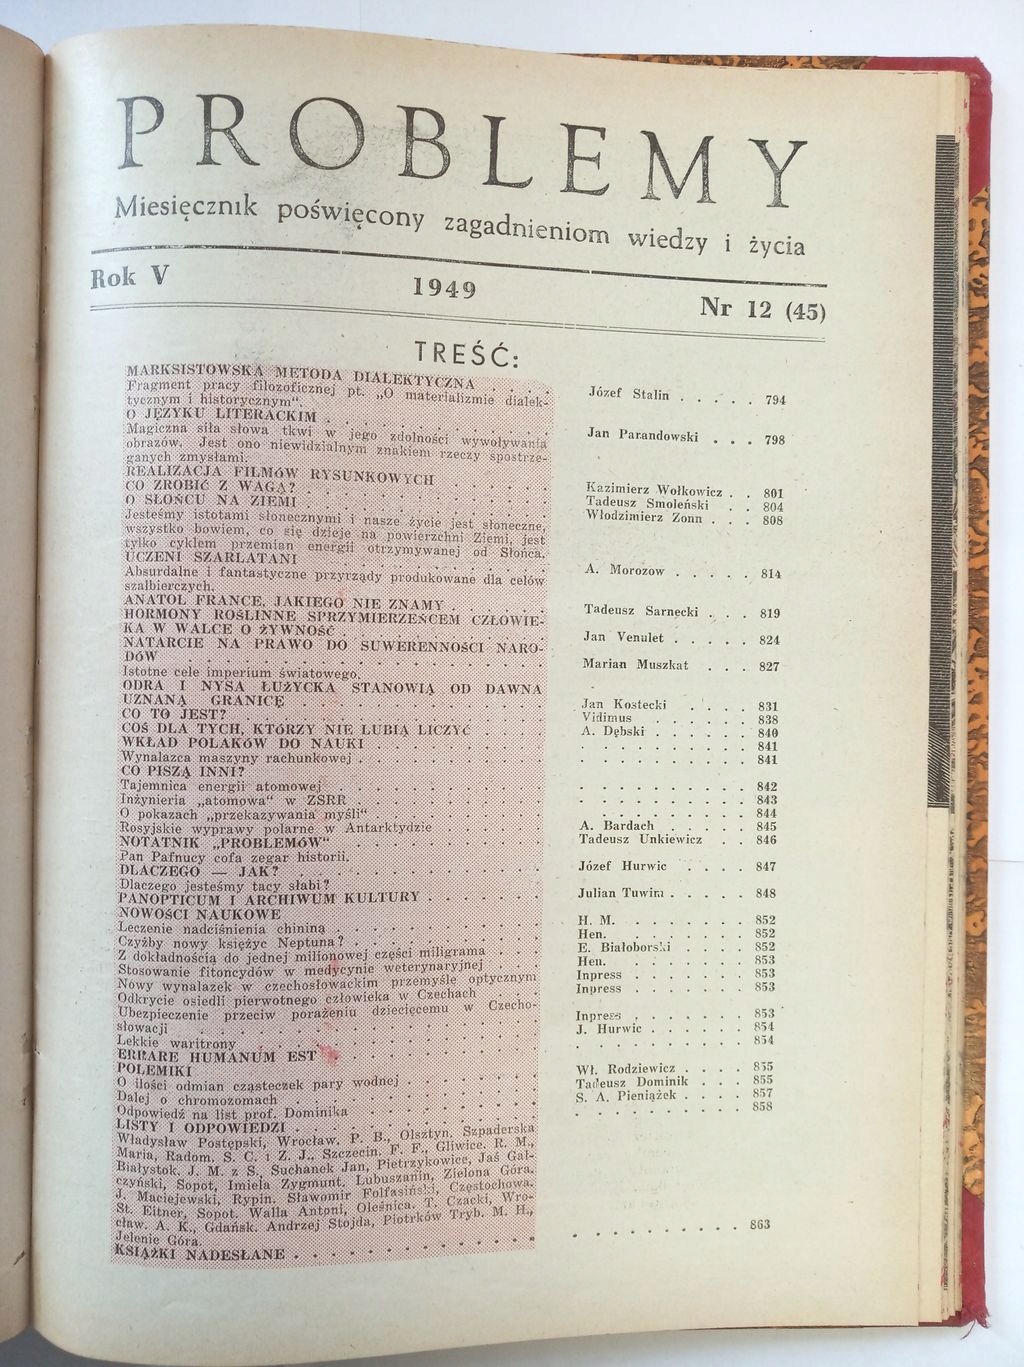 PROBLEMY
Miesięcznik poświęcony zagadnieniom wiedzy i życia
Rok V 1949 Nr 12 (45)
TREŚĆ:
MARKSISTOWSKA METODA DIALEKTYCZNA . . . . Józef Stalin . . . . . 794
Fragment pracy filozoficznej pt. „O materializmie dialek-
tycznym i historycznym“.
O JĘZYKU LITERACKIM . . . . . . . Jan Parandowski . . . 798
Magiczna siła słowa tkwi w jego zdolności wywoływania
obrazów. Jest ono niewidzialnym znakiem rzeczy spostrze-
ganych zmysłami.
REALIZACJA FILMÓW RYSUNKOWYCH . . . . . Kazimierz Wołkowicz . . 801
CO ZROBIĆ Z WAGĄ? . . . . . . . . Tadeusz Smoleński . . 804
O SŁOŃCU NA ZIEMI . . . . . . . . Włodzimierz Zonn . . . 808
Jesteśmy istotami słonecznymi i nasze życie jest słoneczne,
wszystko bowiem, co się dzieje na powierzchni Ziemi, jest
tylko cyklem przemian energii otrzymywanej od Słońca.
UCZENI SZARLATANI . . . . . . . . A. Morozow . . . . . 814
Absurdalne i fantastyczne przyrządy produkowane dla celów
szalbierczych.
ANATOL FRANCE, JAKIEGO NIE ZNAMY . . . . Tadeusz Sarnecki . . . 819
HORMONY ROŚLINNE SPRZYMIERZEŃCEM CZŁOWIE-
KA W WALCE O ŻYWNOŚĆ . . . . . . . Jan Venulet . . . . . 824
NATARCIE NA PRAWO DO SUWERENNOŚCI NARO-
DÓW . . . . . . . . . . . Marian Muszkat . . . 827
Istotne cele imperium światowego.
ODRA I NYSA ŁUŻYCKA STANOWIĄ OD DAWNA
UZNANĄ GRANICĘ . . . . . . . . Jan Kostecki . . . . 831
CO TO JEST? . . . . . . . . . . Vidimus . . . . . . 838
COŚ DLA TYCH, KTÓRZY NIE LUBIĄ LICZYĆ . . . A. Dębski . . . . . 840
WKŁAD POLAKÓW DO NAUKI . . . . . . . . . . . . . . . . 841
Wynalazca maszyny rachunkowej . . . . . . . . . . . . . . . 841
CO PISZĄ INNI?
Tajemnica energii atomowej . . . . . . . . . . . . . . . . 842
Inżynieria „atomowa“ w ZSRR . . . . . . . . . . . . . . . 843
O pokazach „przekazywania myśli“ . . . . . . . . . . . . . 844
Rosyjskie wyprawy polarne w Antarktydzie . . . . A. Bardach . . . . . 845
NOTATNIK „PROBLEMÓW“ . . . . . . . Tadeusz Unkiewicz . . 846
Pan Pafnucy cofa zegar historii.
DLACZEGO — JAK? . . . . . . . . . Józef Hurwic . . . . 847
Dlaczego jesteśmy tacy słabi?
PANOPTICUM I ARCHIWUM KULTURY . . . . . Julian Tuwim . . . . 848
NOWOŚCI NAUKOWE
Leczenie nadciśnienia chininą . . . . . . . H. M. . . . . . . . 852
Czyżby nowy księżyc Neptuna? . . . . . . . Hen. . . . . . . . 852
Z dokładnością do jednej milionowej części miligrama . . E. Białoborski . . . . 852
Stosowanie fitoncydów w medycynie weterynaryjnej . . Hen. . . . . . . . 853
Nowy wynalazek w czechosłowackim przemyśle optycznym Inpress . . . . . . . 853
Odkrycie osiedli pierwotnego człowieka w Czechach . . Inpress . . . . . . . 853
Ubezpieczenie przeciw porażeniu dziecięcemu w Czecho-
słowacji . . . . . . . . . . . Inpress . . . . . . . 853
Lekkie waritrony . . . . . . . . . J. Hurwic . . . . . . 854
ERRARE HUMANUM EST . . . . . . . . . . . . . . . . . 854
POLEMIKI
O ilości odmian cząsteczek pary wodnej . . . . . Wł. Rodziewicz . . . . 855
Dalej o chromozomach . . . . . . . . Tadeusz Dominik . . . 855
Odpowiedź na list prof. Dominika . . . . . . S. A. Pieniążek . . . . 857
LISTY I ODPOWIEDZI . . . . . . . . . . . . . . . . . 858
Władysław Postępski, Wrocław. P. B., Olsztyn. Szpaderska
Maria, Radom. S. C. i Z. J., Szczecin. F. F., Gliwice. R. M.,
Białystok. J. M. z S., Suchanek Jan, Pietrzykowice, Jaś Gał-
czyński, Sopot, Imiela Zygmunt. Lubuszanin, Zielona Góra.
J. Maciejewski, Rypin. Sławomir Folfasiński, Częstochowa.
St. Eitner, Sopot. Walla Antoni, Oleśnica. T. Czacki, Wro-
cław. A. K., Gdańsk. Andrzej Stojda, Piotrków Tryb. M. H.,
Jelenie Góra.
KSIĄŻKI NADESŁANE . . . . . . . . . . . . . . . . . . 863